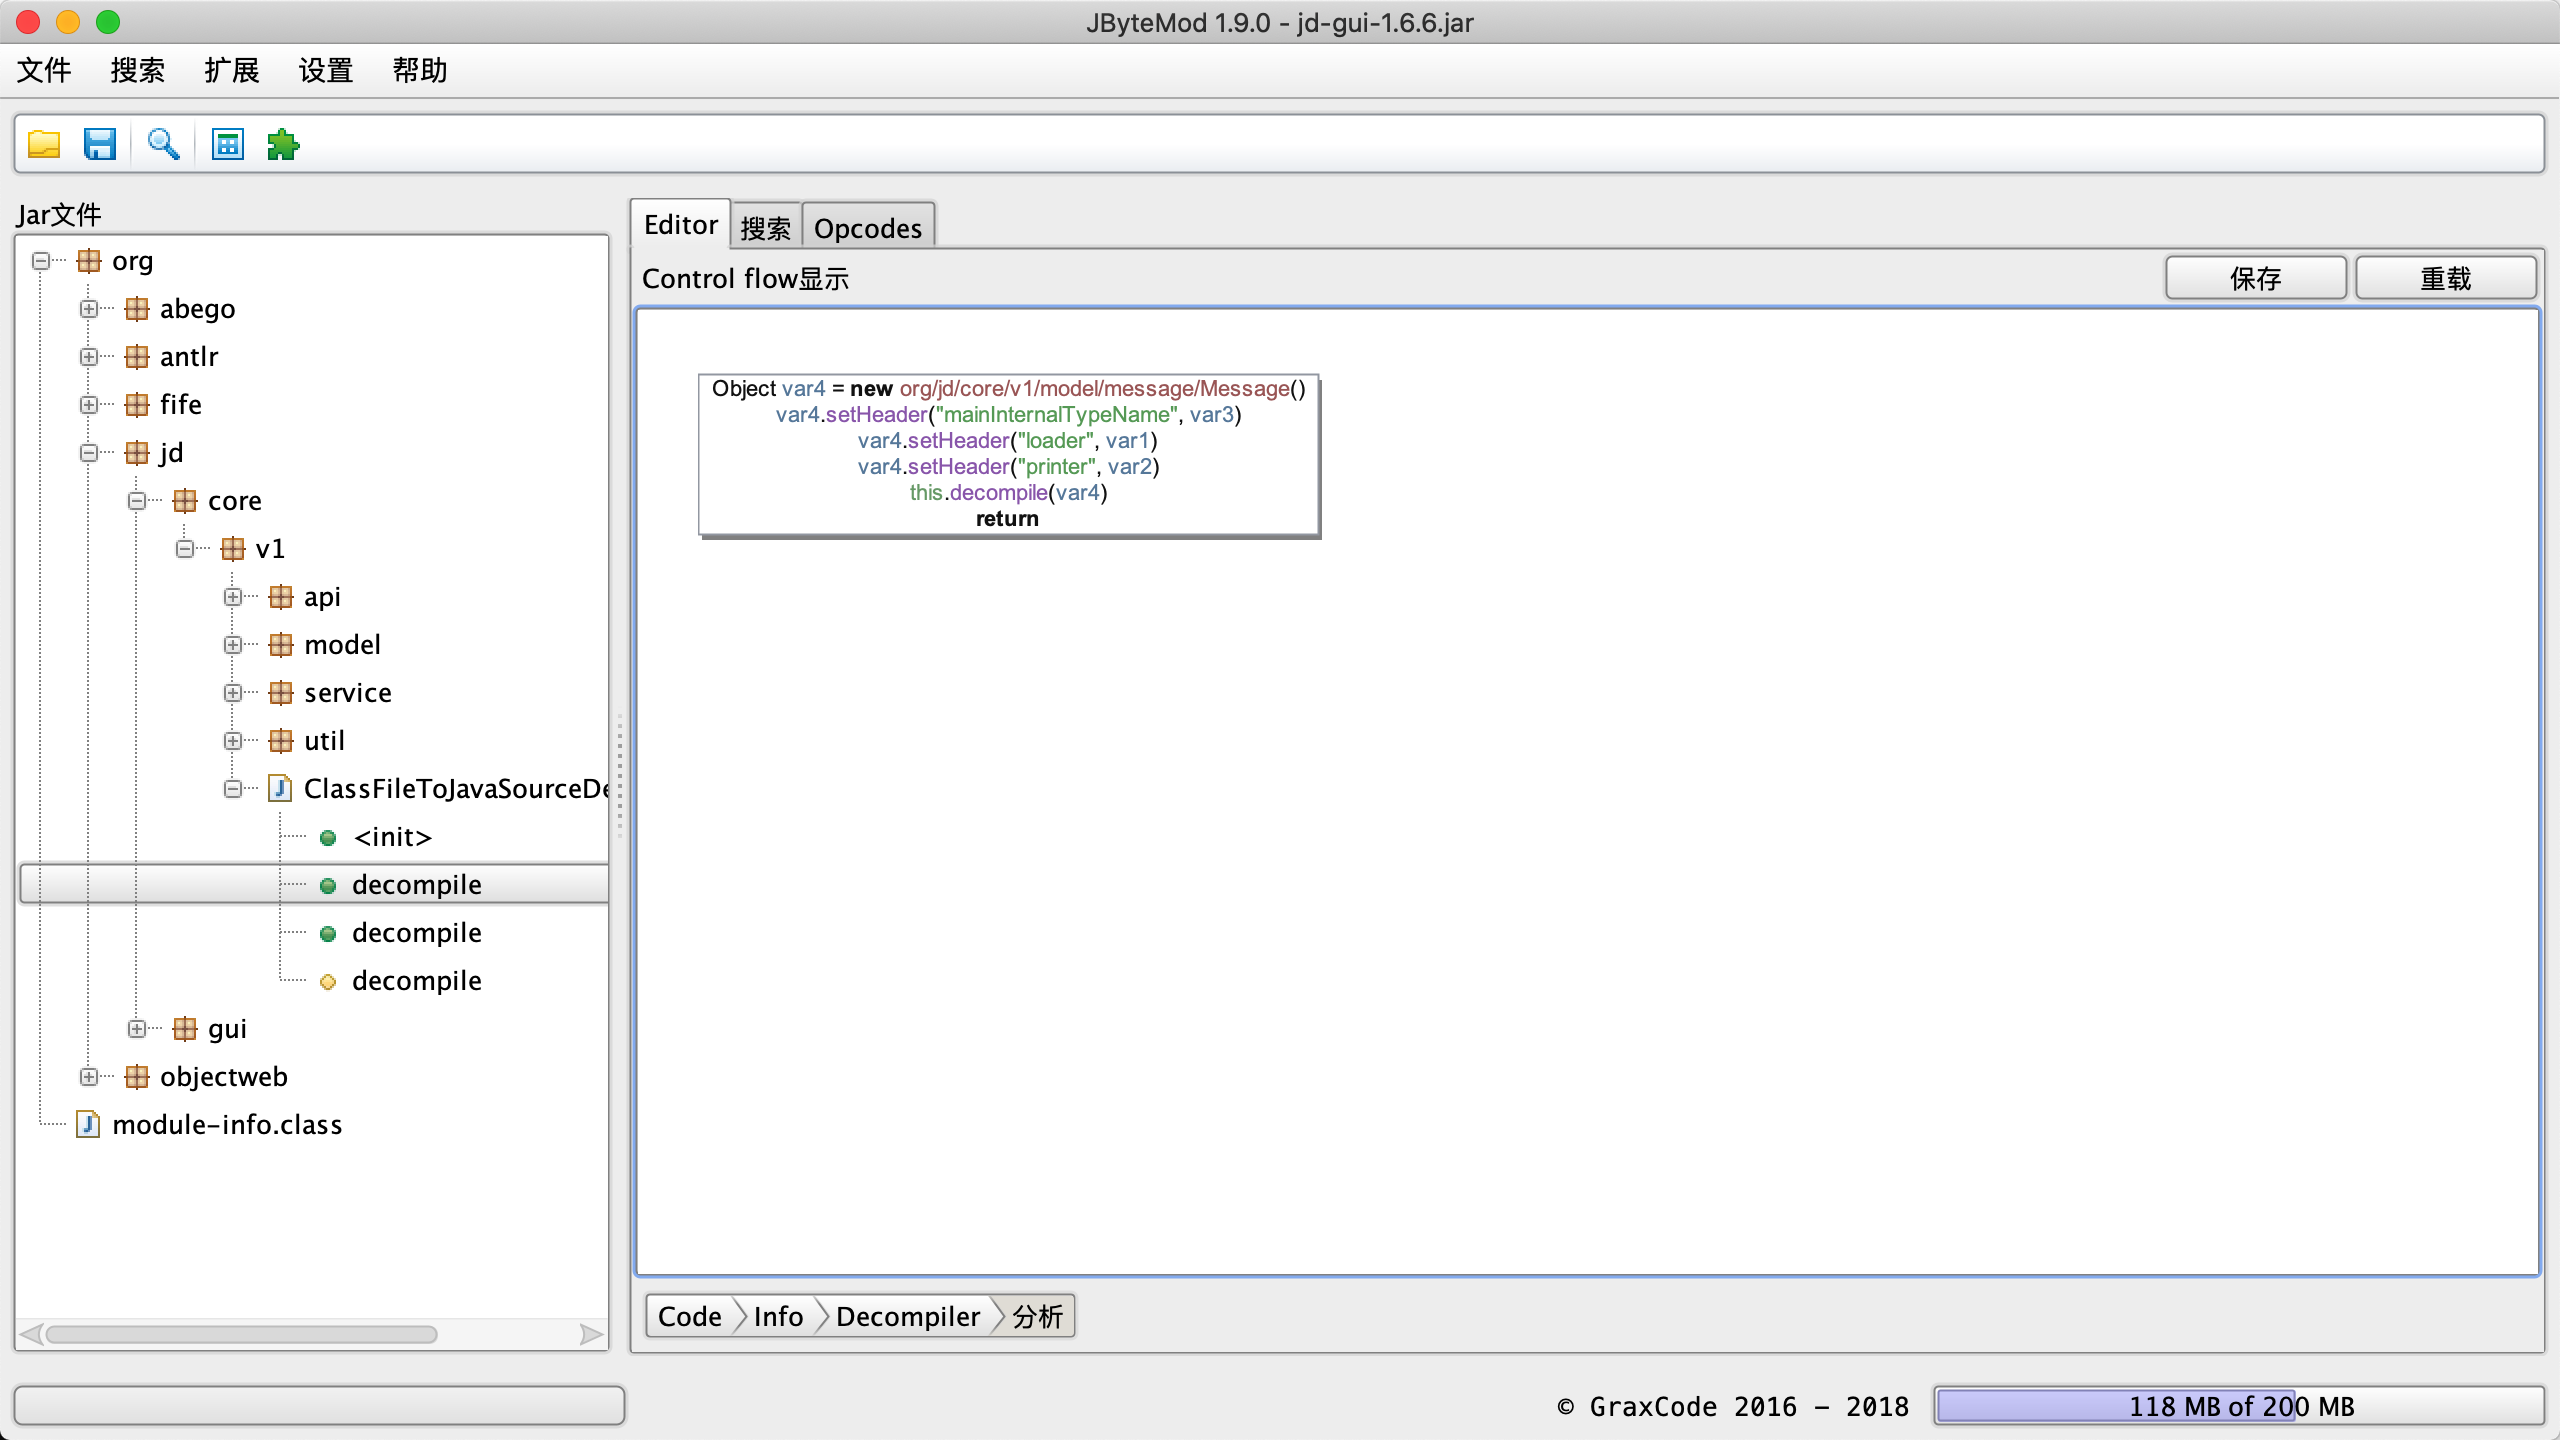 JByteMod 1.9.0 - jd-gui-1.6.6.jar
文件 搜索 扩展 设置 帮助
Jar文件
org
abego
antlr
fife
jd
core
v1
api
model
service
util
ClassFileToJavaSourceDe
<init>
decompile
decompile
decompile
gui
objectweb
module-info.class
Editor 搜索 Opcodes
Control flow显示 保存 重载
Object var4 = new org/jd/core/v1/model/message/Message()
var4.setHeader("mainInternalTypeName", var3)
var4.setHeader("loader", var1)
var4.setHeader("printer", var2)
this.decompile(var4)
return
Code Info Decompiler 分析
© GraxCode 2016 - 2018 118 MB of 200 MB